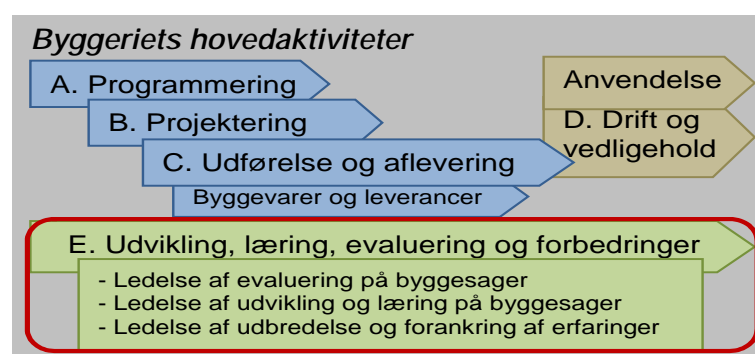 Byggeriets hovedaktiviteter
A. Programmering
B. Projektering
C. Udførelse og aflevering
Byggevarer og leverancer
Anvendelse
D. Drift og
vedligehold
E. Udvikling, læring, evaluering og forbedringer
- Ledelse af evaluering på byggesager
- Ledelse af udvikling og læring på byggesager
- Ledelse af udbredelse og forankring af erfaringer